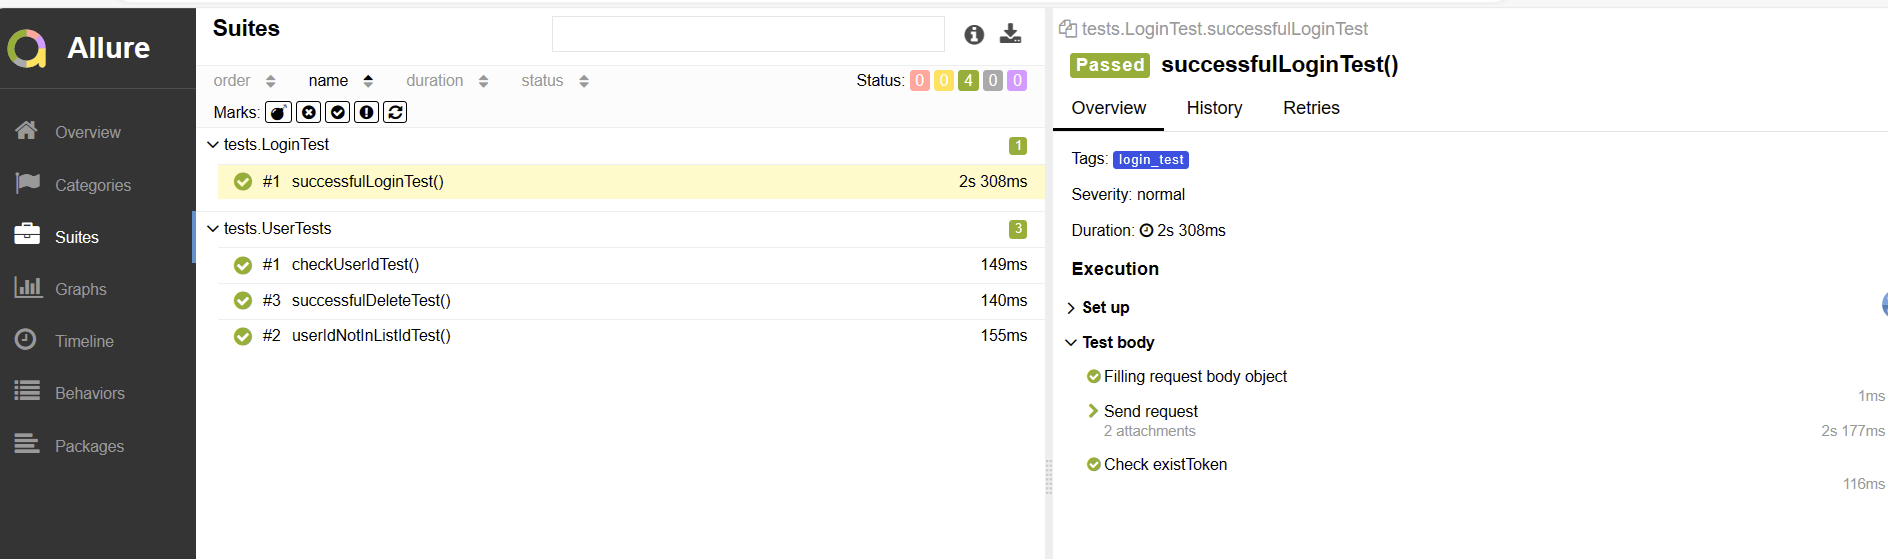 Allure
Overview
Categories
Suites
Graphs
Timeline
Behaviors
Packages
Suites
order name duration status Status: 0 0 4 0 0
Marks:
tests.LoginTest 1
#1 successfulLoginTest() 2s 308ms
tests.UserTests 3
#1 checkUserIdTest() 149ms
#3 successfulDeleteTest() 140ms
#2 userIdNotInListIdTest() 155ms
tests.LoginTest.successfulLoginTest
Passed successfulLoginTest()
Overview History Retries
Tags: login_test
Severity: normal
Duration: 2s 308ms
Execution
Set up
Test body
Filling request body object
1ms
Send request
2 attachments 2s 177ms
Check existToken
116ms